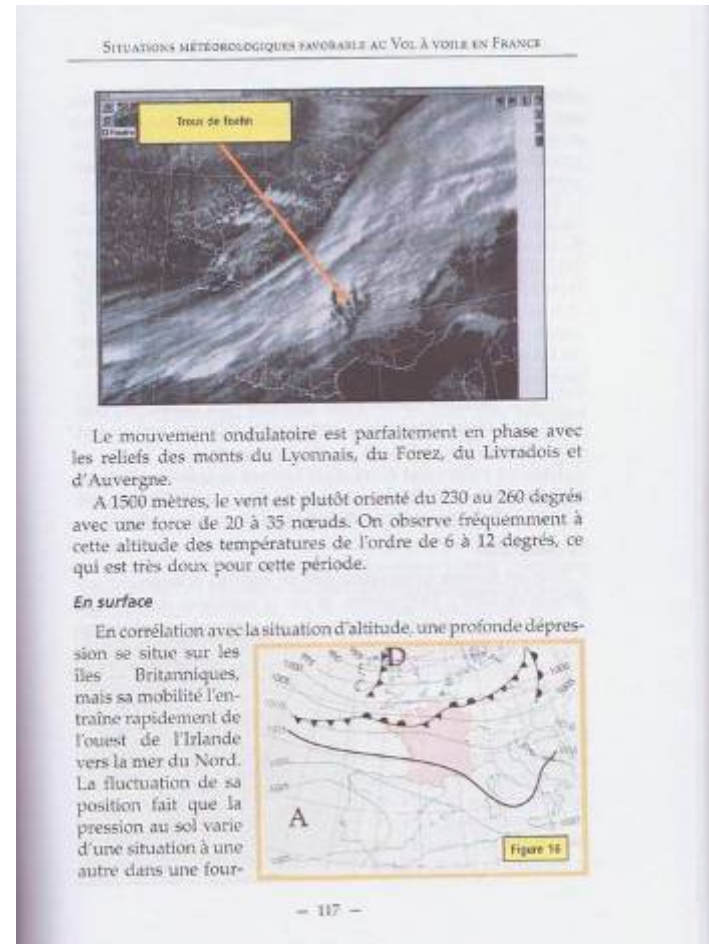 SITUATIONS MÉTÉOROLOGIQUES FAVORABLE AU VOL À VOILE EN FRANCE
Trous de foehn
Le mouvement ondulatoire est parfaitement en phase avec
les reliefs des monts du Lyonnais, du Forez, du Livradois et
d'Auvergne.
A 1500 mètres, le vent est plutôt orienté du 230 au 260 degrés
avec une force de 20 à 35 nœuds. On observe fréquemment à
cette altitude des températures de l'ordre de 6 à 12 degrés, ce
qui est très doux pour cette période.
En surface
En corrélation avec la situation d'altitude, une profonde dépres-
sion se situe sur les
îles Britanniques,
mais sa mobilité l'en-
traîne rapidement de
l'ouest de l'Irlande
vers la mer du Nord.
La fluctuation de sa
position fait que la
pression au sol varie
d'une situation à une
autre dans une four-
D
A
Figure 16
– 117 –